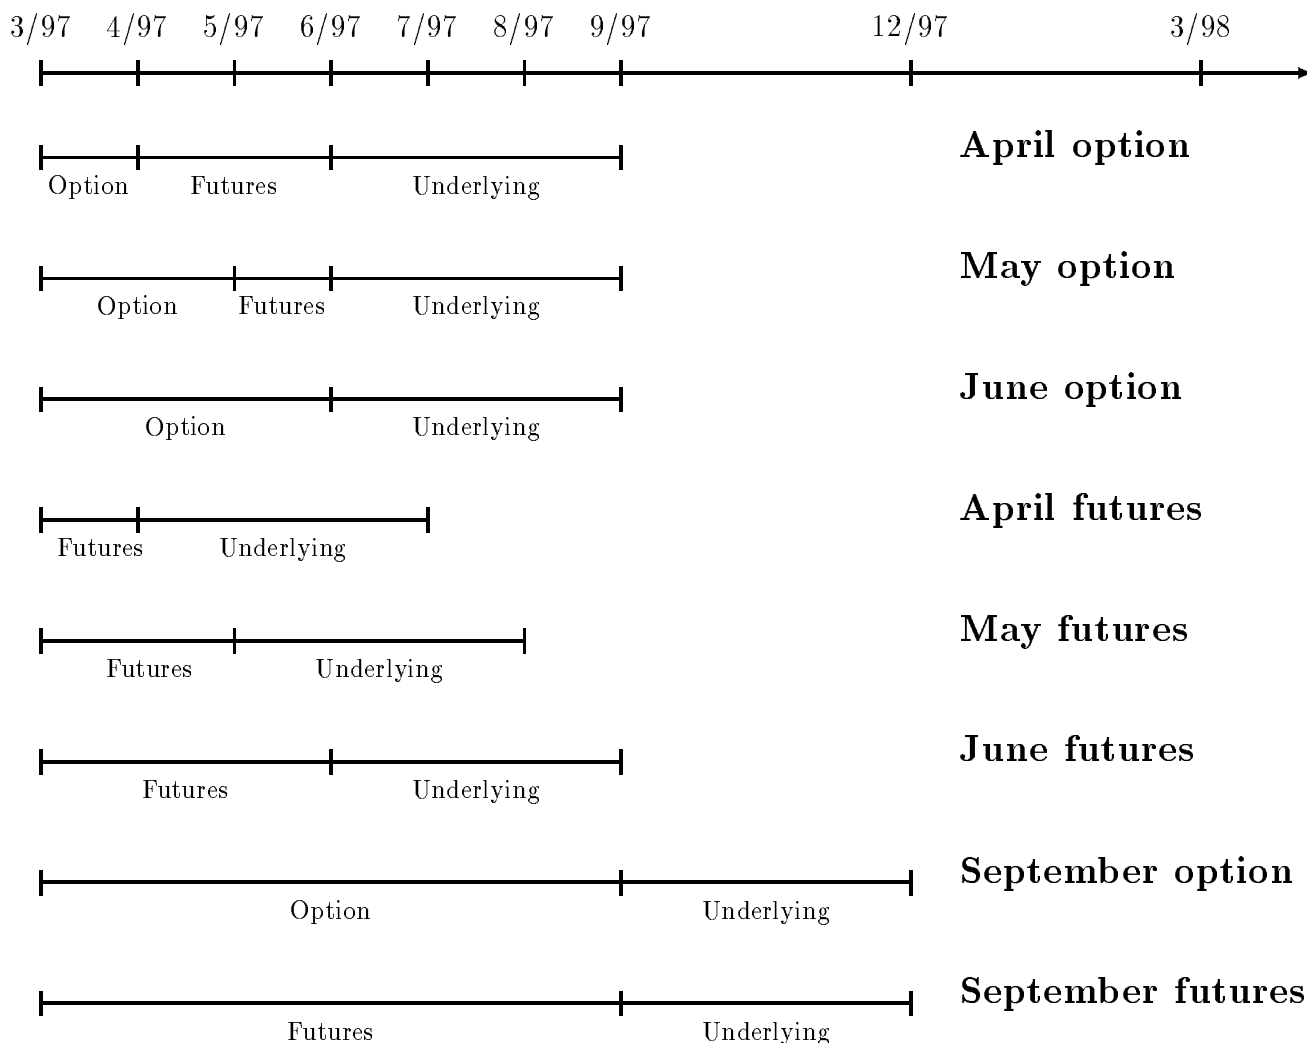 3/97 4/97 5/97 6/97 7/97 8/97 9/97 12/97 3/98
April option
Option Futures Underlying
May option
Option Futures Underlying
June option
Option Underlying
April futures
Futures Underlying
May futures
Futures Underlying
June futures
Futures Underlying
September option
Option Underlying
September futures
Futures Underlying